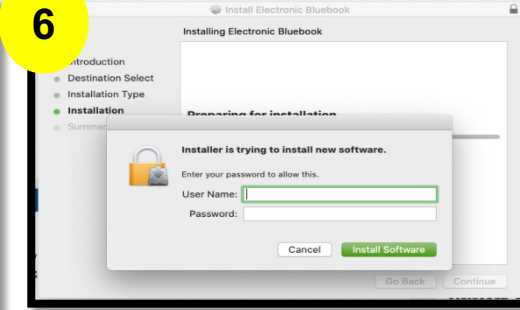 6
Install Electronic Bluebook
Installing Electronic Bluebook
Introduction
Destination Select
Installation Type
Installation
Preparing for installation
Installer is trying to install new software.
Enter your password to allow this.
User Name:
Password:
Cancel
Install Software
Go Back
Continue